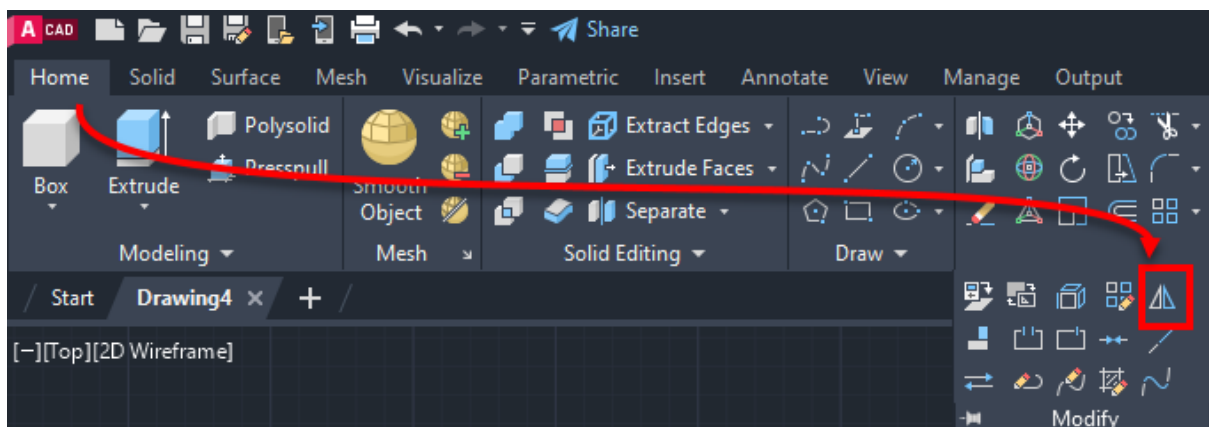 A CAD Share
Home Solid Surface Mesh Visualize Parametric Insert Annotate View Manage Output
Polysolid Extract Edges
Box Extrude Presspull Smooth Extrude Faces
Object Separate
Modeling Mesh Solid Editing Draw
Start Drawing4 × +
[−][Top][2D Wireframe]
Modify